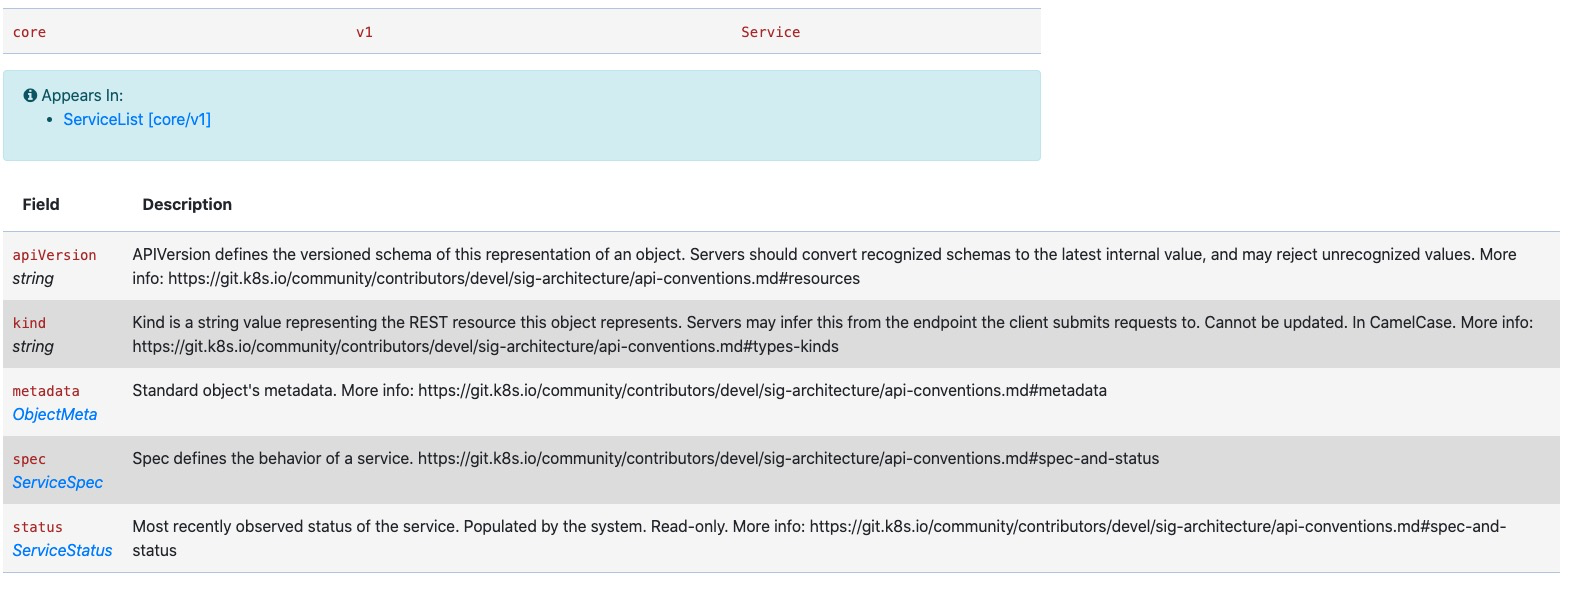 core v1 Service
Appears In:
• ServiceList [core/v1]
Field Description
apiVersion APIVersion defines the versioned schema of this representation of an object. Servers should convert recognized schemas to the latest internal value, and may reject unrecognized values. More
string info: https://git.k8s.io/community/contributors/devel/sig-architecture/api-conventions.md#resources
kind Kind is a string value representing the REST resource this object represents. Servers may infer this from the endpoint the client submits requests to. Cannot be updated. In CamelCase. More info:
string https://git.k8s.io/community/contributors/devel/sig-architecture/api-conventions.md#types-kinds
metadata Standard object's metadata. More info: https://git.k8s.io/community/contributors/devel/sig-architecture/api-conventions.md#metadata
ObjectMeta
spec Spec defines the behavior of a service. https://git.k8s.io/community/contributors/devel/sig-architecture/api-conventions.md#spec-and-status
ServiceSpec
status Most recently observed status of the service. Populated by the system. Read-only. More info: https://git.k8s.io/community/contributors/devel/sig-architecture/api-conventions.md#spec-and-
ServiceStatus status